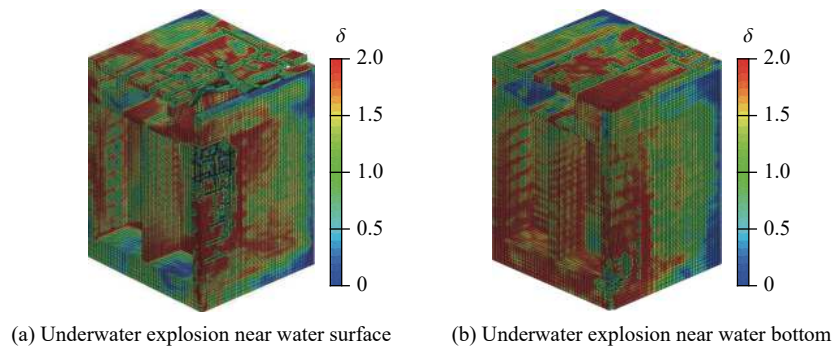 δ
2.0
1.5
1.0
0.5
0
δ
2.0
1.5
1.0
0.5
0
(a) Underwater explosion near water surface
(b) Underwater explosion near water bottom